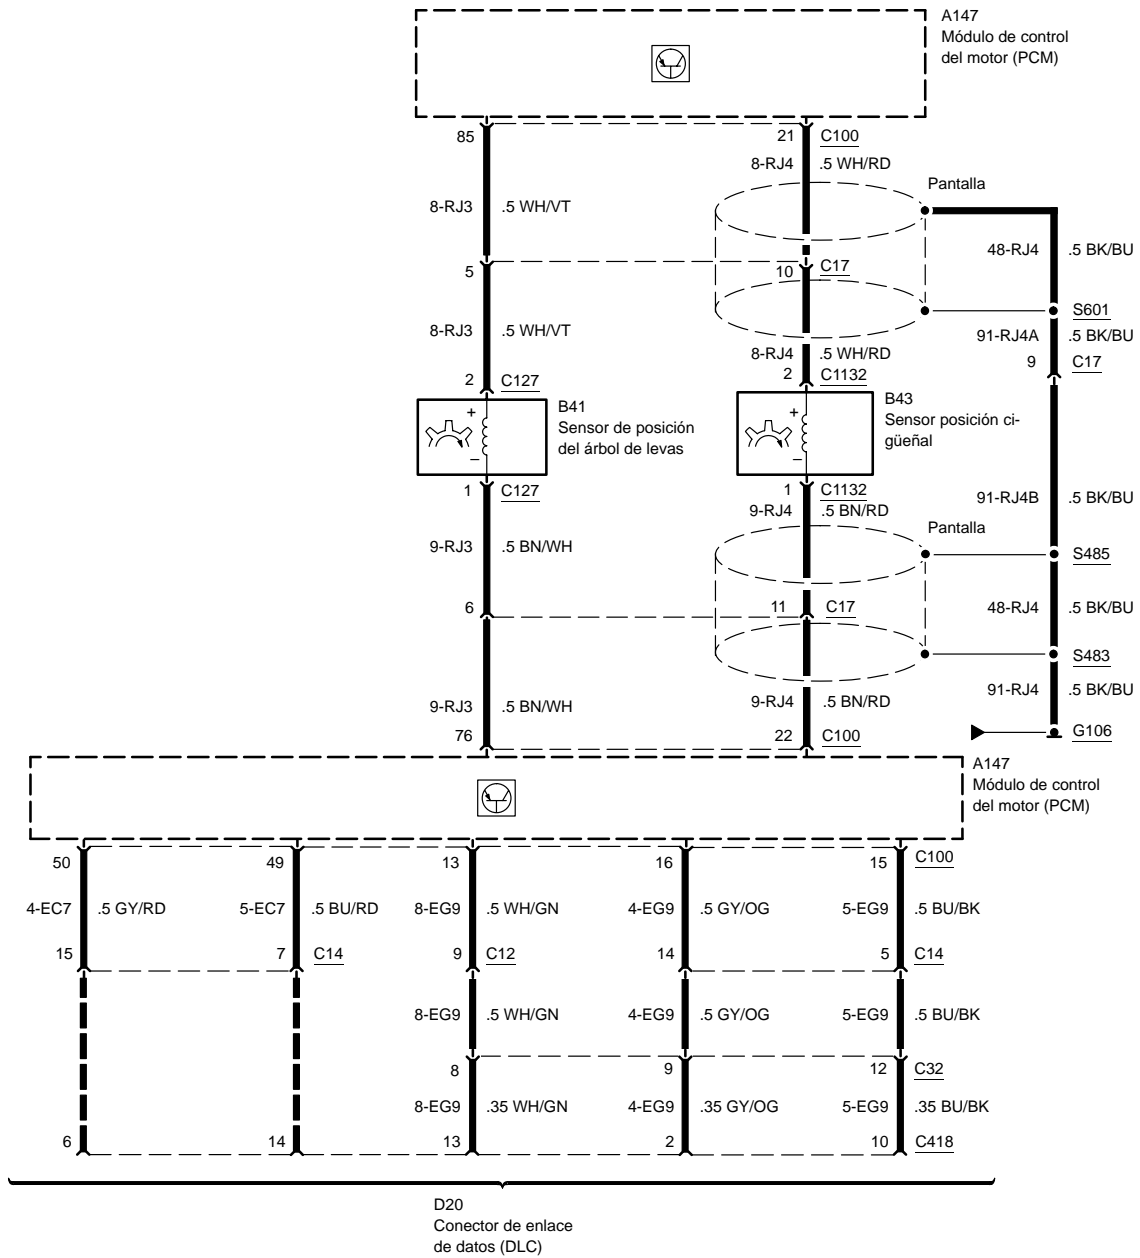 A147
Módulo de control
del motor (PCM)
85
21 C100
8-RJ4 .5 WH/RD
Pantalla
8-RJ3 .5 WH/VT
48-RJ4 .5 BK/BU
5
10 C17
S601
8-RJ3 .5 WH/VT
91-RJ4A .5 BK/BU
8-RJ4 .5 WH/RD
9 C17
2 C127
2 C1132
B41
Sensor de posición
del árbol de levas
B43
Sensor posición ci-
güeñal
+
–
+
–
1 C127
1 C1132
91-RJ4B .5 BK/BU
9-RJ4 .5 BN/RD
Pantalla
9-RJ3 .5 BN/WH
S485
6
11 C17
48-RJ4 .5 BK/BU
S483
91-RJ4 .5 BK/BU
9-RJ3 .5 BN/WH
9-RJ4 .5 BN/RD
76
22 C100
G106
A147
Módulo de control
del motor (PCM)
50 49 13 16 15 C100
4-EC7 .5 GY/RD 5-EC7 .5 BU/RD 8-EG9 .5 WH/GN 4-EG9 .5 GY/OG 5-EG9 .5 BU/BK
15 7 C14 9 C12 14 5 C14
8-EG9 .5 WH/GN 4-EG9 .5 GY/OG 5-EG9 .5 BU/BK
8 9 12 C32
8-EG9 .35 WH/GN 4-EG9 .35 GY/OG 5-EG9 .35 BU/BK
6 14 13 2 10 C418
D20
Conector de enlace
de datos (DLC)